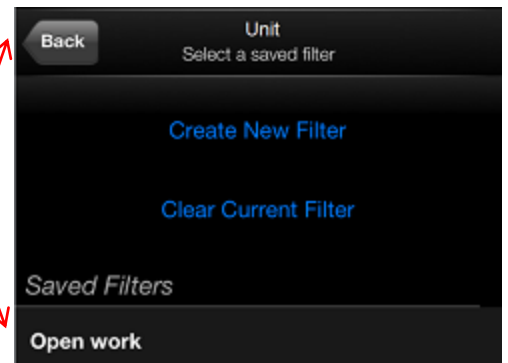 Back
Unit
Select a saved filter
Create New Filter
Clear Current Filter
Saved Filters
Open work